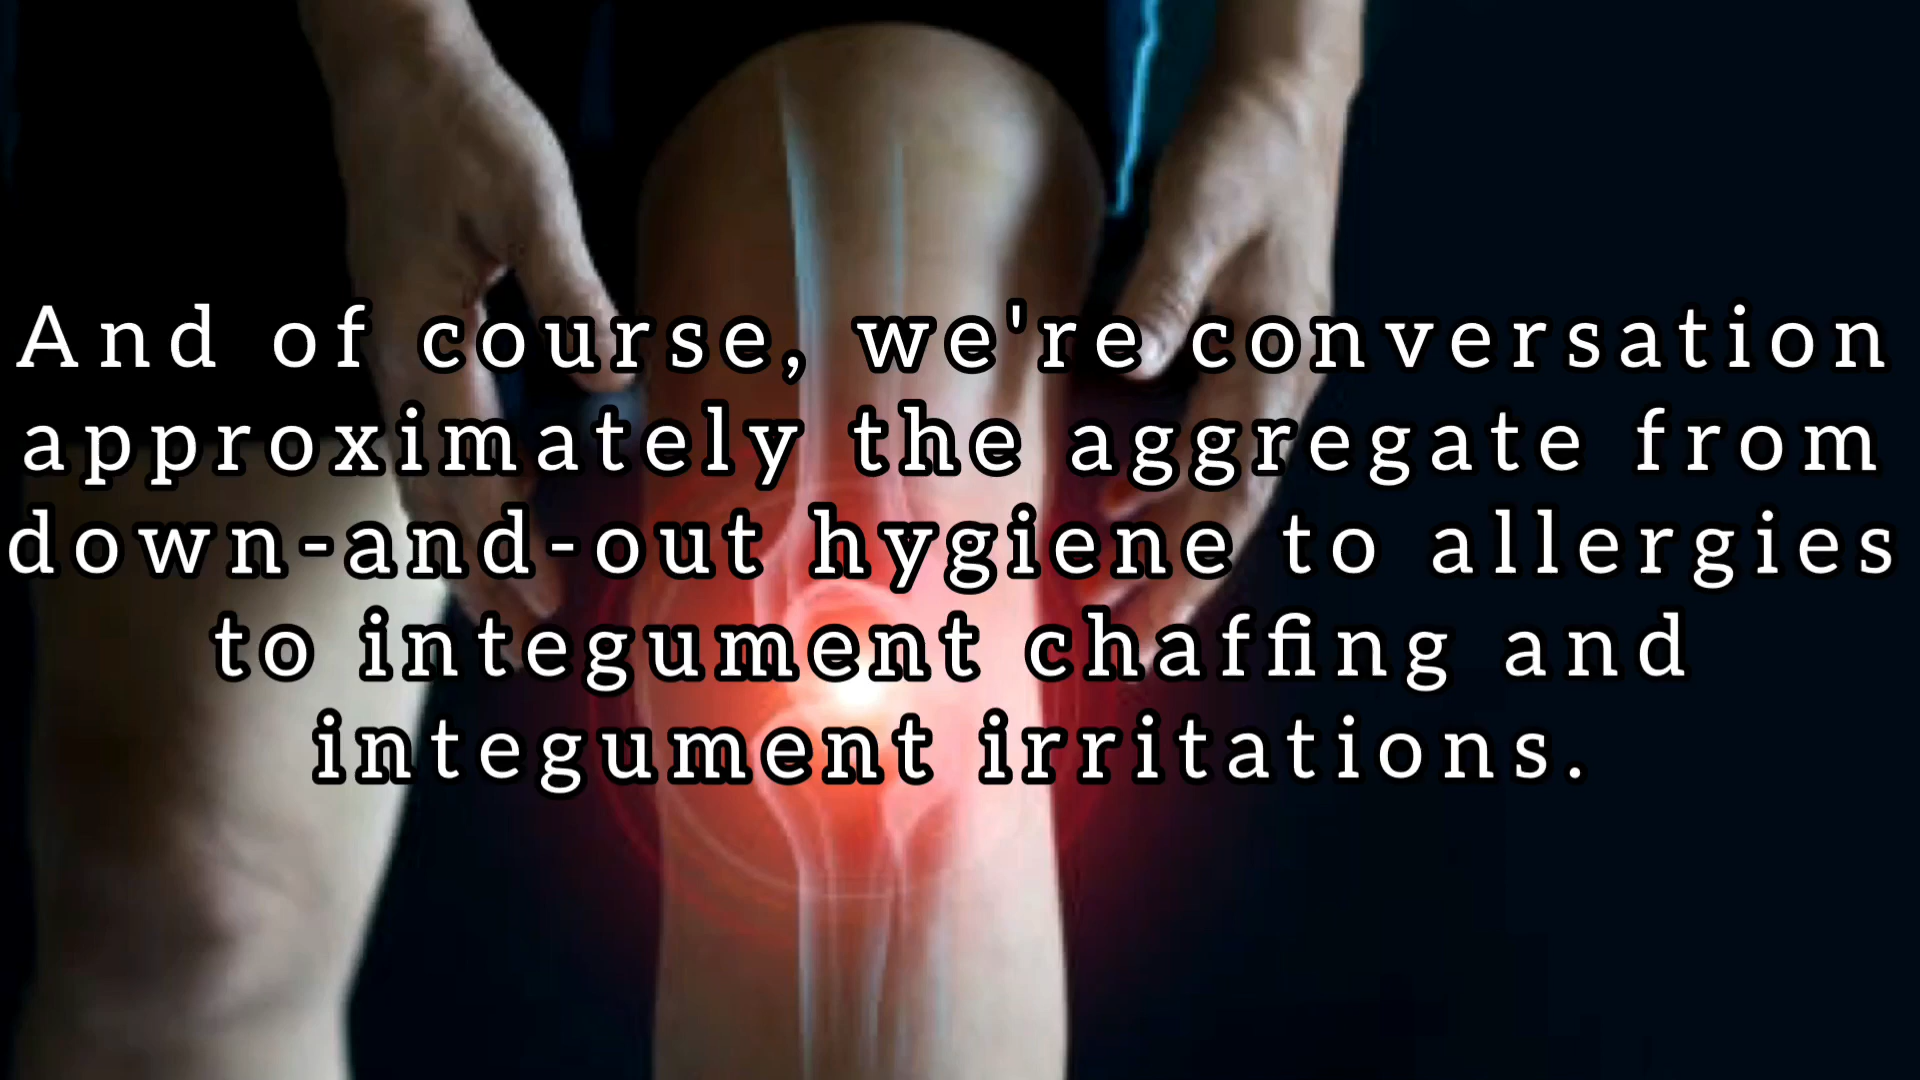 And of course, we're conversation
approximately the aggregate from
down-and-out hygiene to allergies
to integument chaffing and
integument irritations.